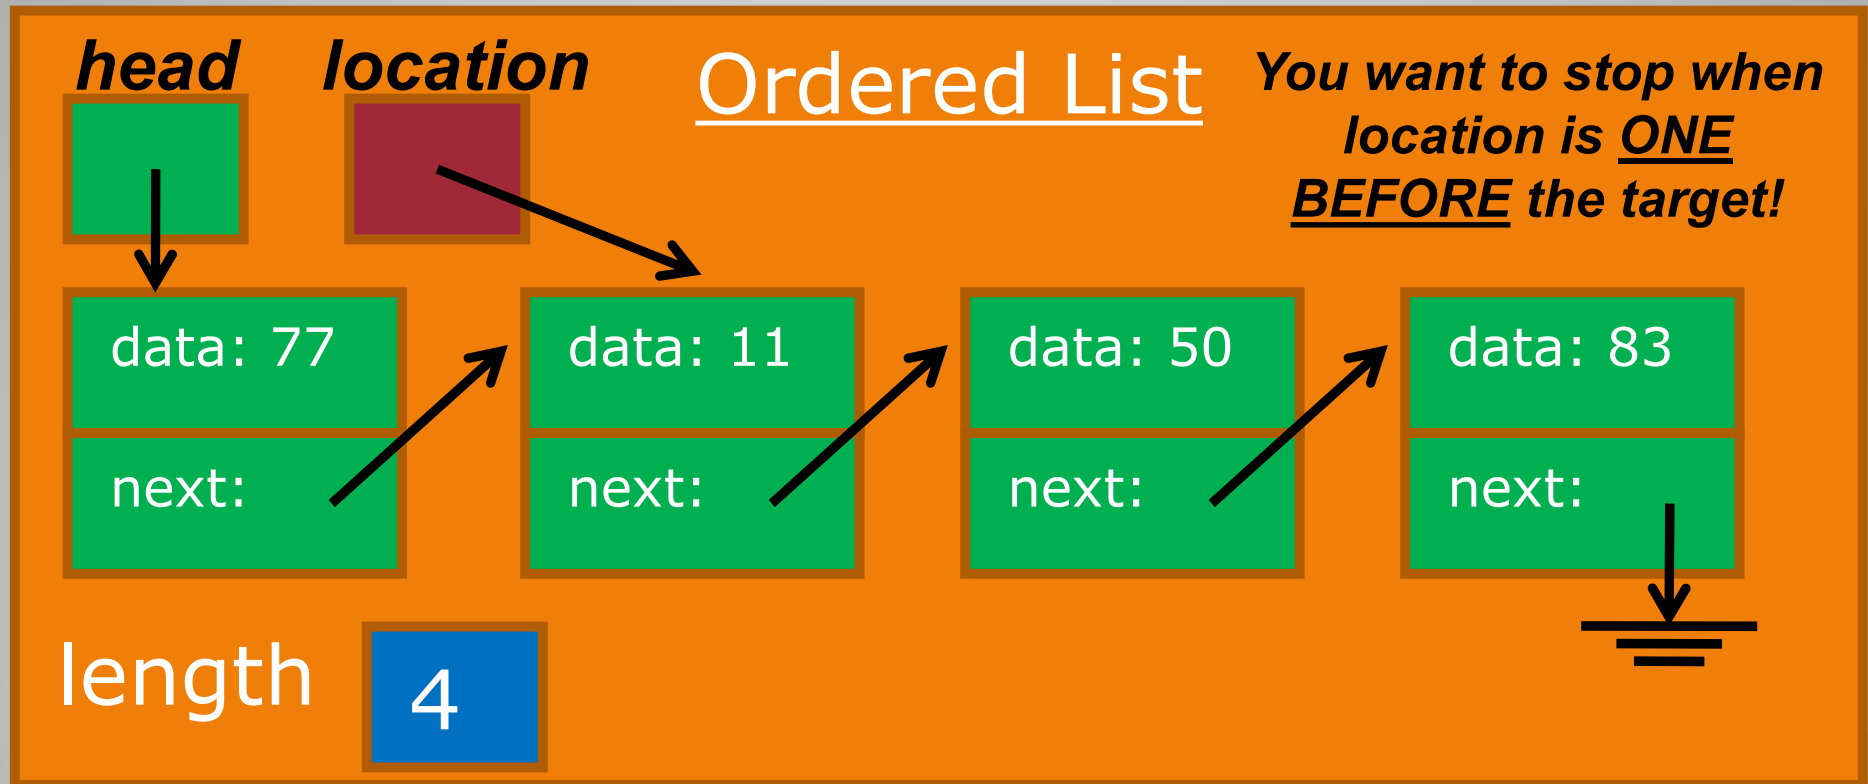 head
location
Ordered List
You want to stop when
location is ONE
BEFORE the target!
data: 77
next:
data: 11
next:
data: 50
next:
data: 83
next:
length
4